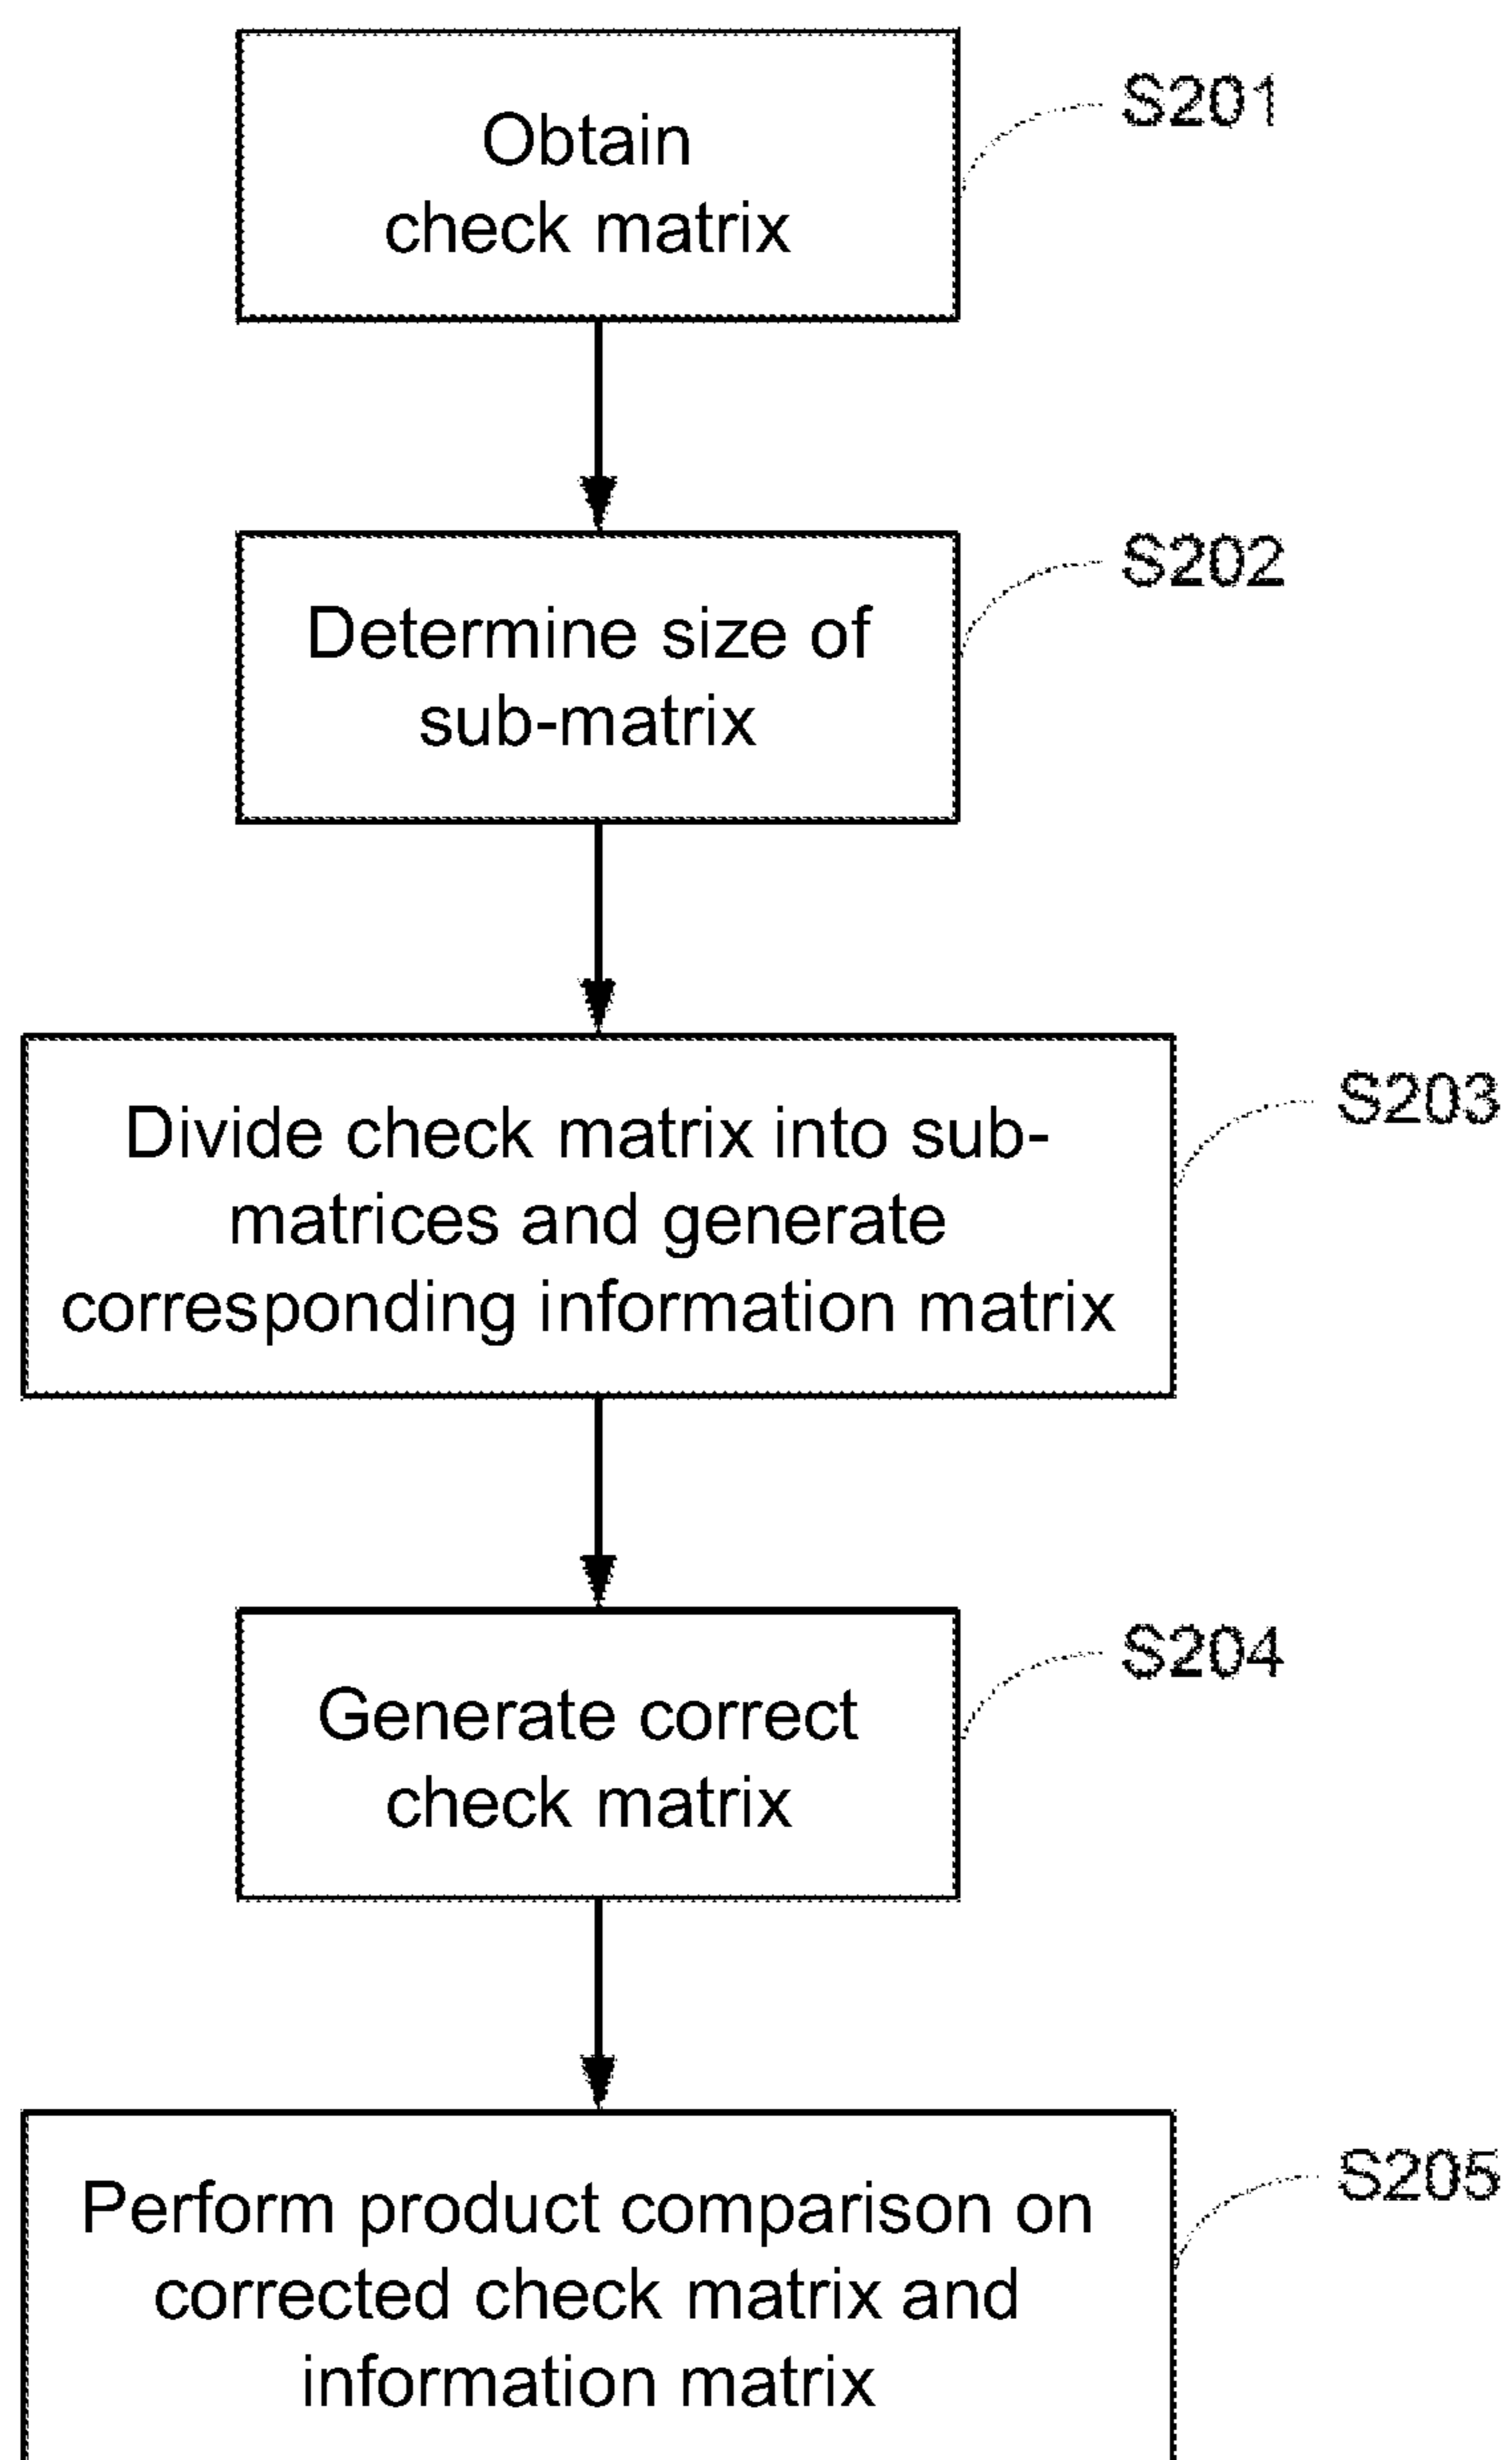 Obtain
check matrix
S201
Determine size of
sub-matrix
S202
Divide check matrix into sub-
matrices and generate
corresponding information matrix
S203
Generate correct
check matrix
S204
Perform product comparison on
corrected check matrix and
information matrix
S205